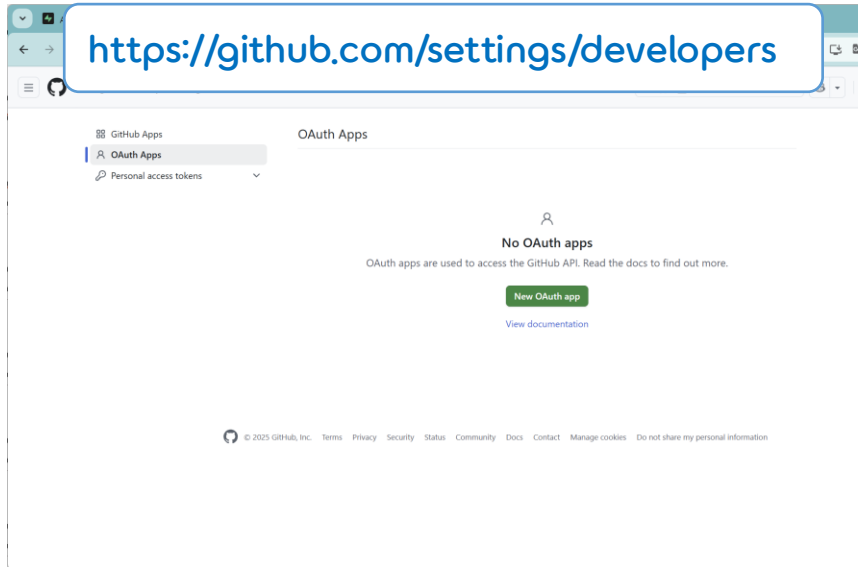 https://github.com/settings/developers
GitHub Apps
OAuth Apps
Personal access tokens
OAuth Apps
No OAuth apps
OAuth apps are used to access the GitHub API. Read the docs to find out more.
New OAuth app
View documentation
© 2025 GitHub, Inc. Terms Privacy Security Status Community Docs Contact Manage cookies Do not share my personal information